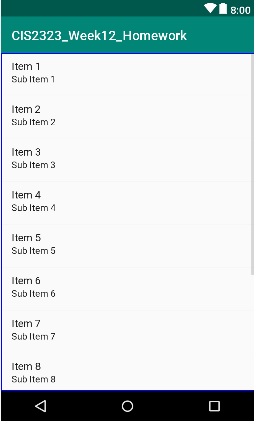 8:00
CIS2323_Week12_Homework
Item 1
Sub Item 1
Item 2
Sub Item 2
Item 3
Sub Item 3
Item 4
Sub Item 4
Item 5
Sub Item 5
Item 6
Sub Item 6
Item 7
Sub Item 7
Item 8
Sub Item 8